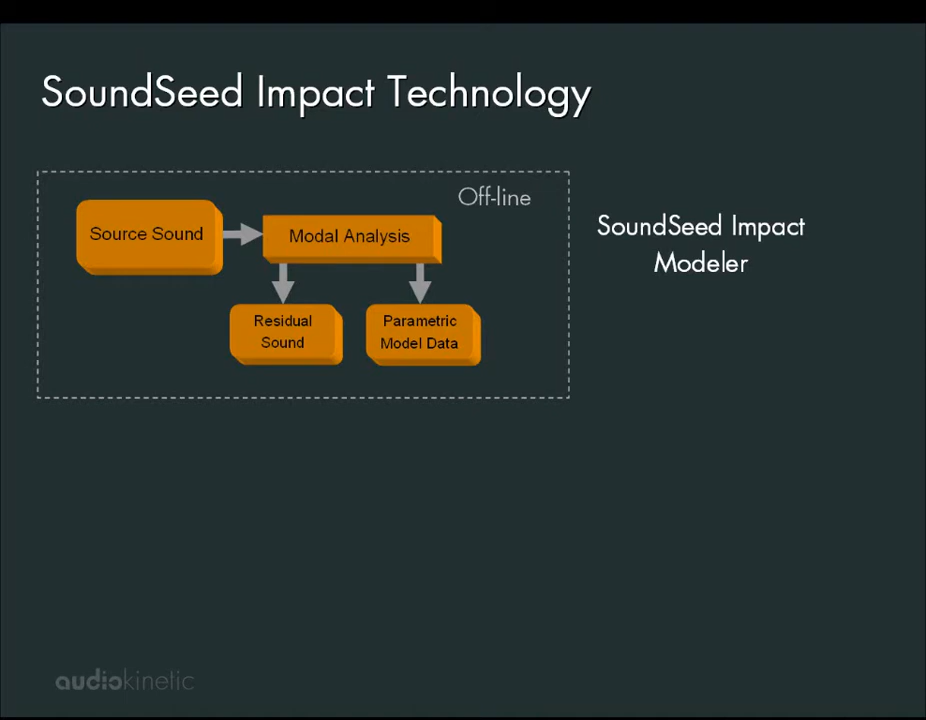 SoundSeed Impact Technology
Off-line
Source Sound
Modal Analysis
SoundSeed Impact
Modeler
Residual
Sound
Parametric
Model Data
audiokinetic